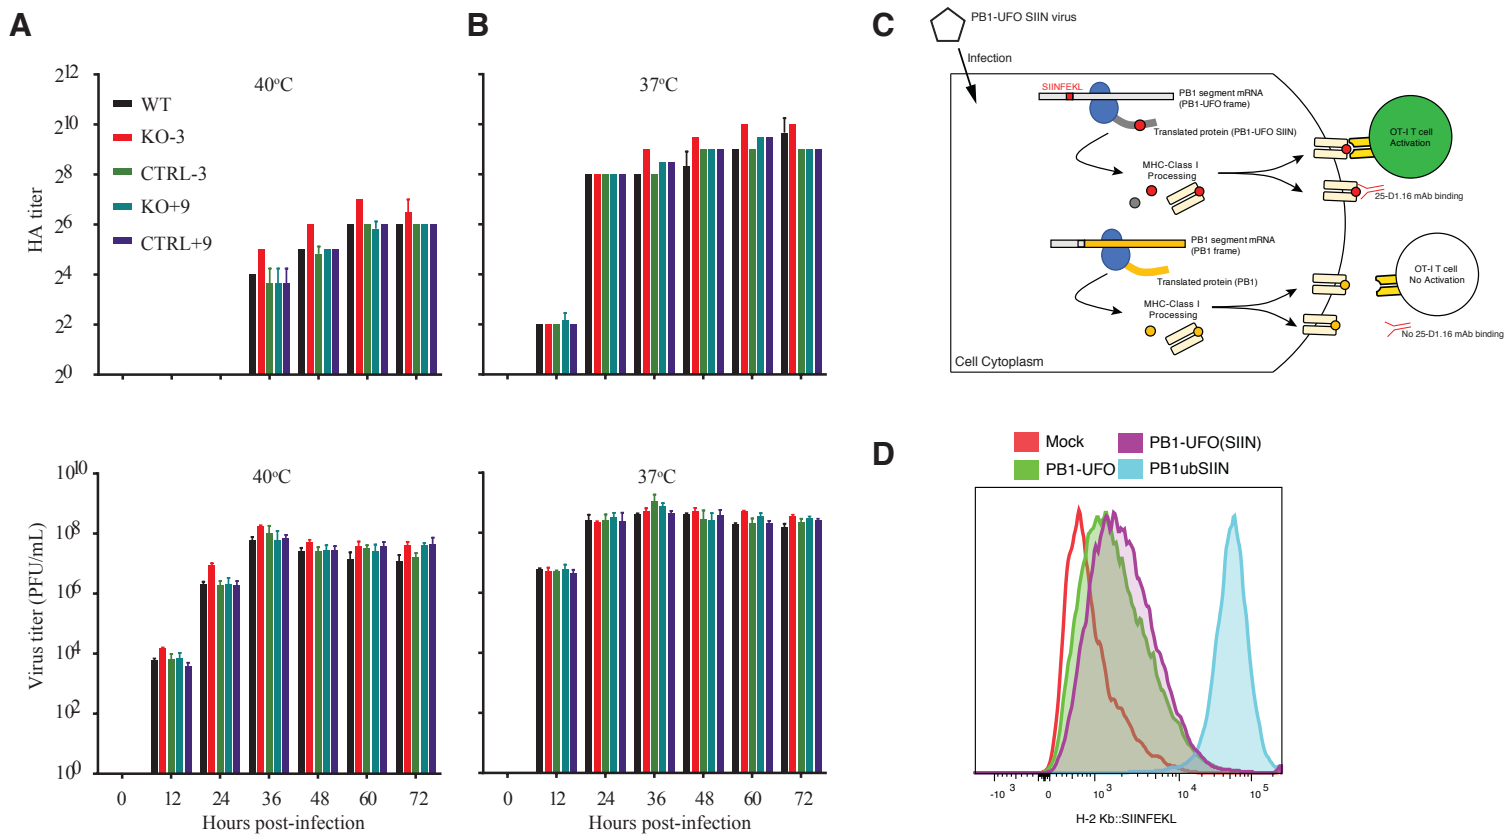 A
B
C
PB1-UFO SIIN virus
Infection
40°C
37°C
HA titer
2^12
2^10
2^8
2^6
2^4
2^2
2^0
WT
KO-3
CTRL-3
KO+9
CTRL+9
SIINFEKL
PB1 segment mRNA
(PB1-UFO frame)
Translated protein (PB1-UFO SIIN)
MHC-Class I
Processing
OT-I T cell
Activation
25-D1.16 mAb binding
PB1 segment mRNA
(PB1 frame)
Translated protein (PB1)
MHC-Class I
Processing
OT-I T cell
No Activation
No 25-D1.16 mAb binding
Cell Cytoplasm
40°C
37°C
Virus titer (PFU/mL)
10^10
10^8
10^6
10^4
10^2
10^0
0 12 24 36 48 60 72
Hours post-infection
0 12 24 36 48 60 72
Hours post-infection
D
Mock
PB1-UFO(SIIN)
PB1-UFO
PB1ubSIIN
-10^3 0 10^3 10^4 10^5
H-2 Kb::SIINFEKL